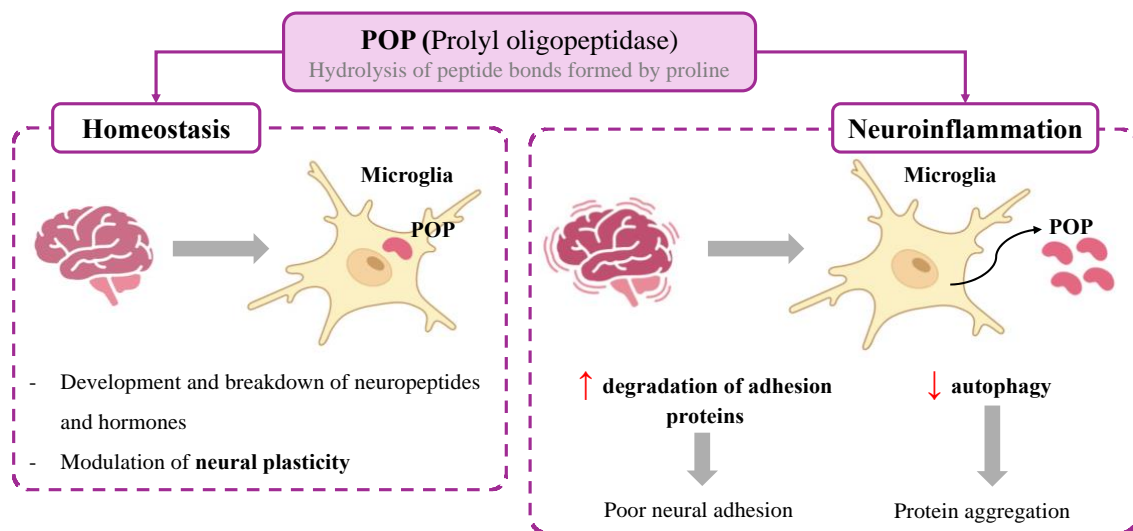 POP (Prolyl oligopeptidase)
Hydrolysis of peptide bonds formed by proline
Homeostasis
Microglia
POP
- Development and breakdown of neuropeptides
and hormones
- Modulation of neural plasticity
Neuroinflammation
Microglia
POP
↑ degradation of adhesion
proteins
↓ autophagy
Poor neural adhesion
Protein aggregation